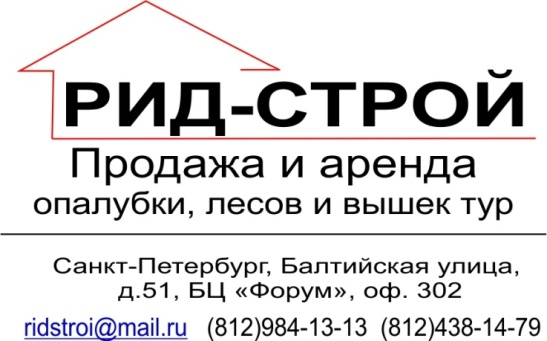 РИД-СТРОЙ
Продажа и аренда
опалубки, лесов и вышек тур
Санкт-Петербург, Балтийская улица,
д.51, БЦ «Форум», оф. 302
ridstroi@mail.ru (812)984-13-13 (812)438-14-79